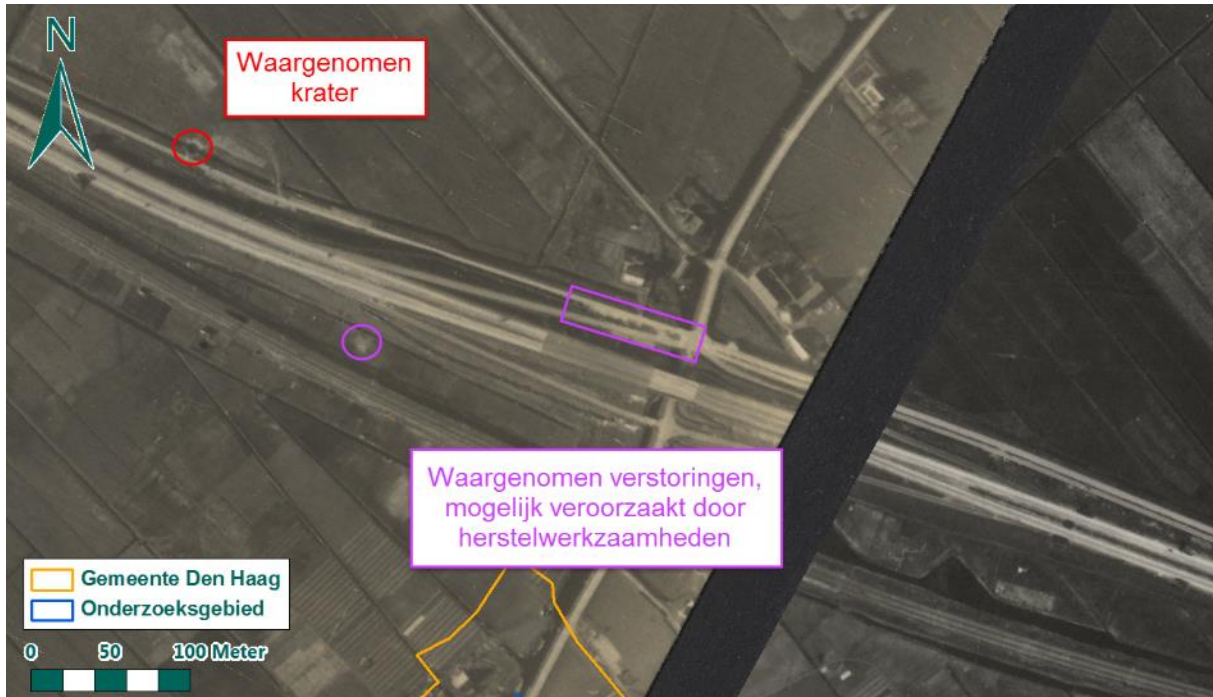 N
Waargenomen
krater
Waargenomen verstoringen,
mogelijk veroorzaakt door
herstelwerkzaamheden
Gemeente Den Haag
Onderzoeksgebied
0 50 100 Meter